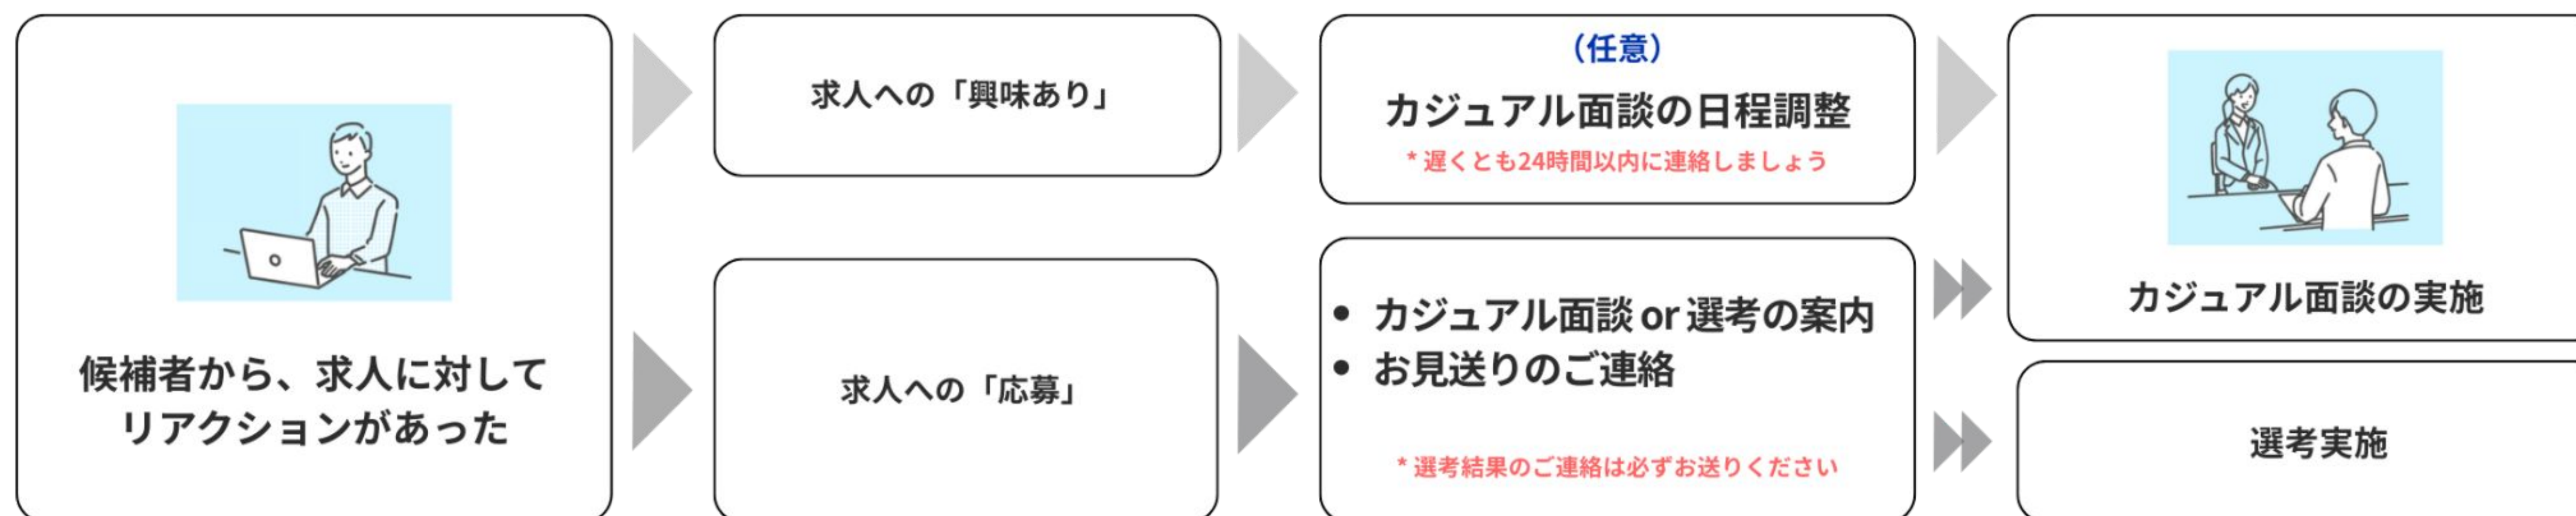 候補者から、求人に対して
リアクションがあった
求人への「興味あり」
（任意）
カジュアル面談の日程調整
* 遅くとも24時間以内に連絡しましょう
カジュアル面談の実施
求人への「応募」
• カジュアル面談 or 選考の案内
• お見送りのご連絡
* 選考結果のご連絡は必ずお送りください
選考実施